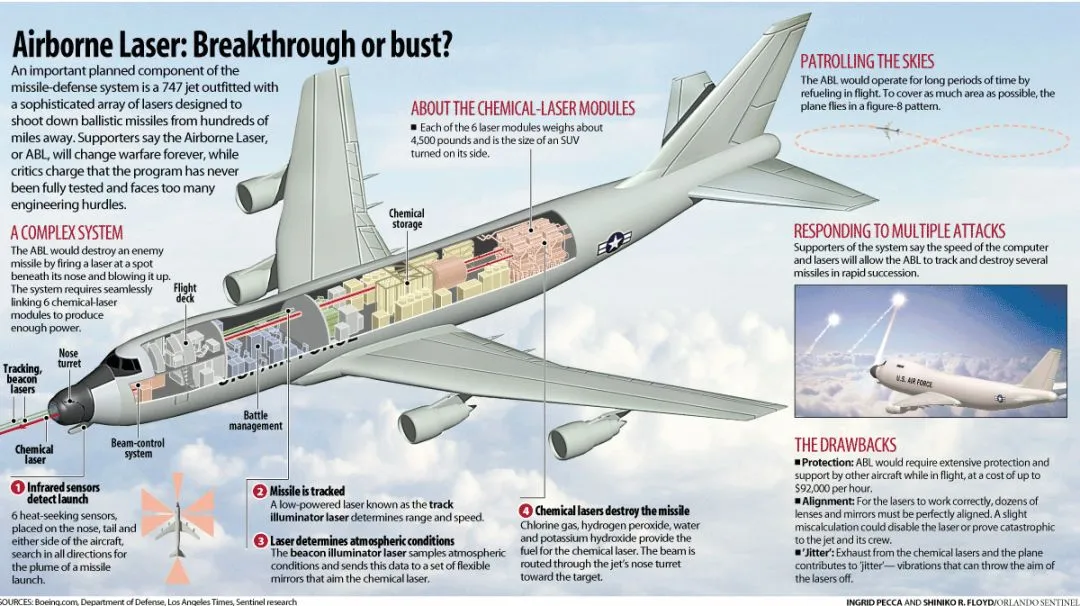 Airborne Laser: Breakthrough or bust?
An important planned component of the
missile-defense system is a 747 jet outfitted with
a sophisticated array of lasers designed to
shoot down ballistic missiles from hundreds of
miles away. Supporters say the Airborne Laser,
or ABL, will change warfare forever, while
critics charge that the program has never
been fully tested and faces too many
engineering hurdles.
A COMPLEX SYSTEM
The ABL would destroy an enemy
missile by firing a laser at a spot
beneath its nose and blowing it up.
The system requires seamlessly
linking 6 chemical-laser
modules to produce
enough power.
ABOUT THE CHEMICAL-LASER MODULES
■ Each of the 6 laser modules weighs about
4,500 pounds and is the size of an SUV
turned on its side.
Chemical
storage
Flight
deck
Nose
turret
Tracking,
beacon
lasers
Chemical
laser
Beam-control
system
Battle
management
U.S. AIR FORCE
1 Infrared sensors
detect launch
6 heat-seeking sensors,
placed on the nose, tail and
either side of the aircraft,
search in all directions for
the plume of a missile
launch.
2 Missile is tracked
A low-powered laser known as the track
illuminator laser determines range and speed.
3 Laser determines atmospheric conditions
The beacon illuminator laser samples atmospheric
conditions and sends this data to a set of flexible
mirrors that aim the chemical laser.
4 Chemical lasers destroy the missile
Chlorine gas, hydrogen peroxide, water
and potassium hydroxide provide the
fuel for the chemical laser. The beam is
routed through the jet's nose turret
toward the target.
PATROLLING THE SKIES
The ABL would operate for long periods of time by
refueling in flight. To cover as much area as possible, the
plane flies in a figure-8 pattern.
RESPONDING TO MULTIPLE ATTACKS
Supporters of the system say the speed of the computer
and lasers will allow the ABL to track and destroy several
missiles in rapid succession.
U.S. AIR FORCE
THE DRAWBACKS
■ Protection: ABL would require extensive protection and
support by other aircraft while in flight, at a cost of up to
$92,000 per hour.
■ Alignment: For the lasers to work correctly, dozens of
lenses and mirrors must be perfectly aligned. A slight
miscalculation could disable the laser or prove catastrophic
to the jet and its crew.
■ 'Jitter': Exhaust from the chemical lasers and the plane
contributes to 'jitter'— vibrations that can throw the aim of
the lasers off.
SOURCES: Boeing.com, Department of Defense, Los Angeles Times, Sentinel research
INGRID PECCA AND SHINIKO R. FLOYD/ORLANDO SENTINEL